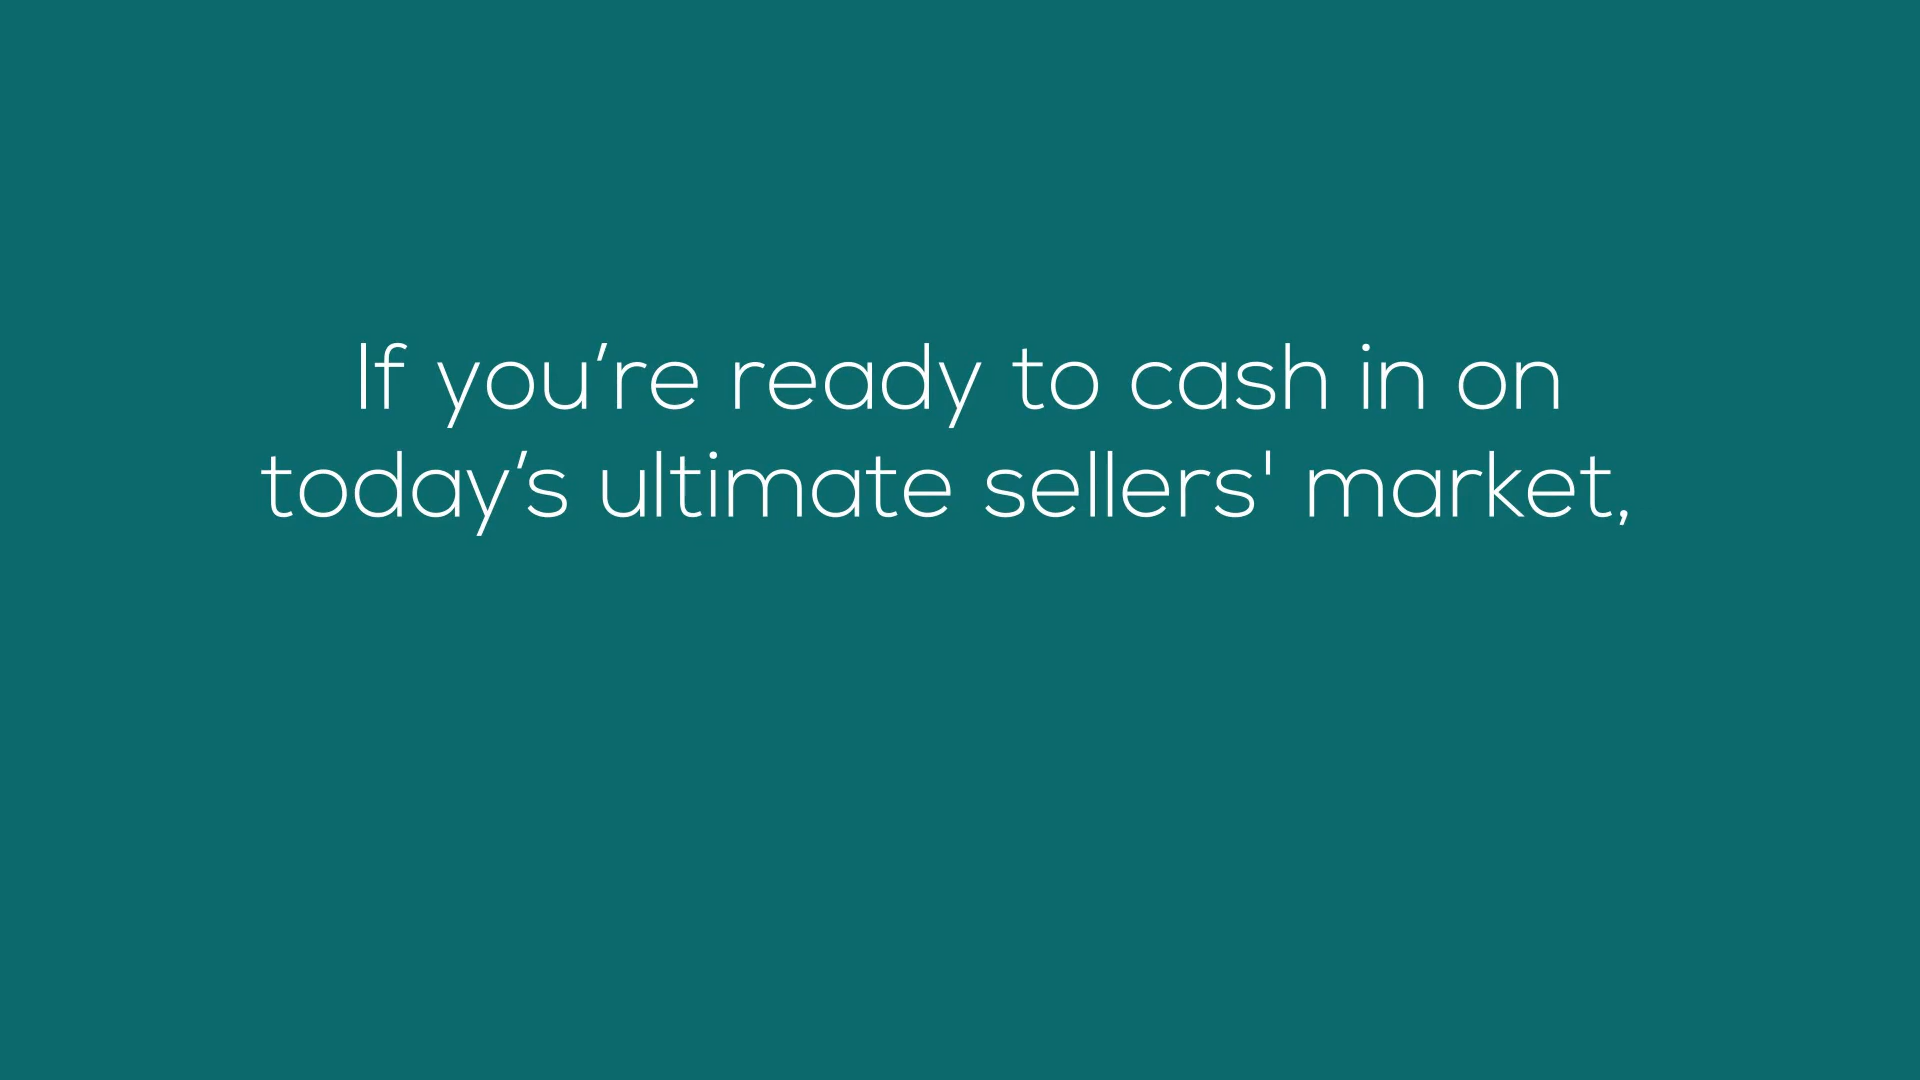 If you’re ready to cash in on
today’s ultimate sellers' market,